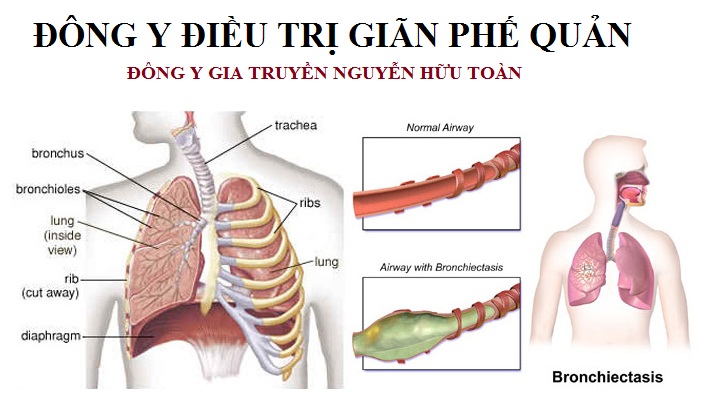 ĐÔNG Y ĐIỀU TRỊ GIÃN PHẾ QUẢN
ĐÔNG Y GIA TRUYỀN NGUYỄN HỮU TOÀN
trachea
bronchus
bronchioles
lung
(inside
view)
rib
(cut away)
diaphragm
ribs
lung
Normal Airway
Airway with Bronchiectasis
Bronchiectasis